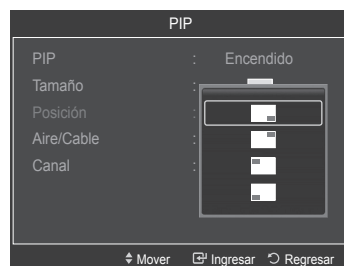 PIP
PIP : Encendido
Tamaño :
Posición :
Aire/Cable :
Canal :
Mover Ingresar Regresar